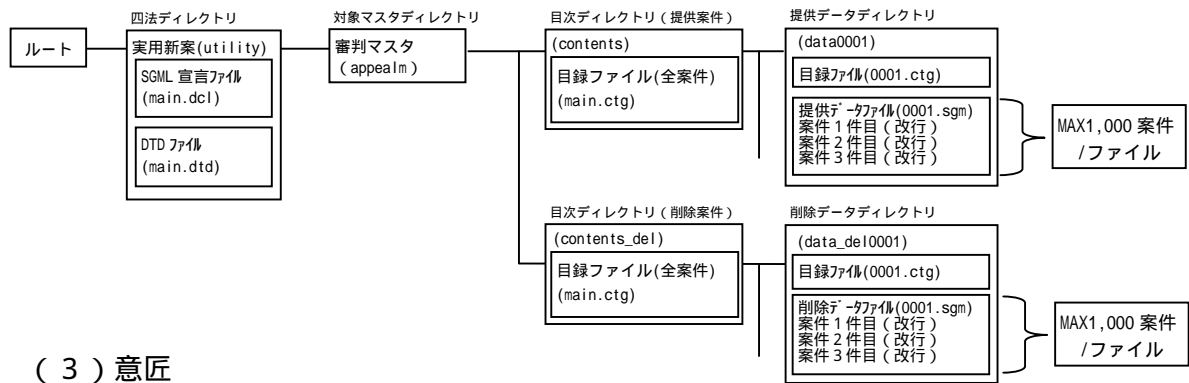 四法ディレクトリ
対象マスタディレクトリ
目次ディレクトリ（提供案件）
提供データディレクトリ
ルート
実用新案(utility)
SGML 宣言ファイル
(main.dcl)
DTD ファイル
(main.dtd)
審判マスタ
（appealm）
(contents)
目録ファイル(全案件)
(main.ctg)
(data0001)
目録ファイル(0001.ctg)
提供データファイル(0001.sgm)
案件１件目（改行）
案件２件目（改行）
案件３件目（改行）
MAX1,000 案件
/ファイル
目次ディレクトリ（削除案件）
削除データディレクトリ
(contents_del)
目録ファイル(全案件)
(main.ctg)
(data_del0001)
目録ファイル(0001.ctg)
削除データファイル(0001.sgm)
案件１件目（改行）
案件２件目（改行）
案件３件目（改行）
MAX1,000 案件
/ファイル
（３）意匠